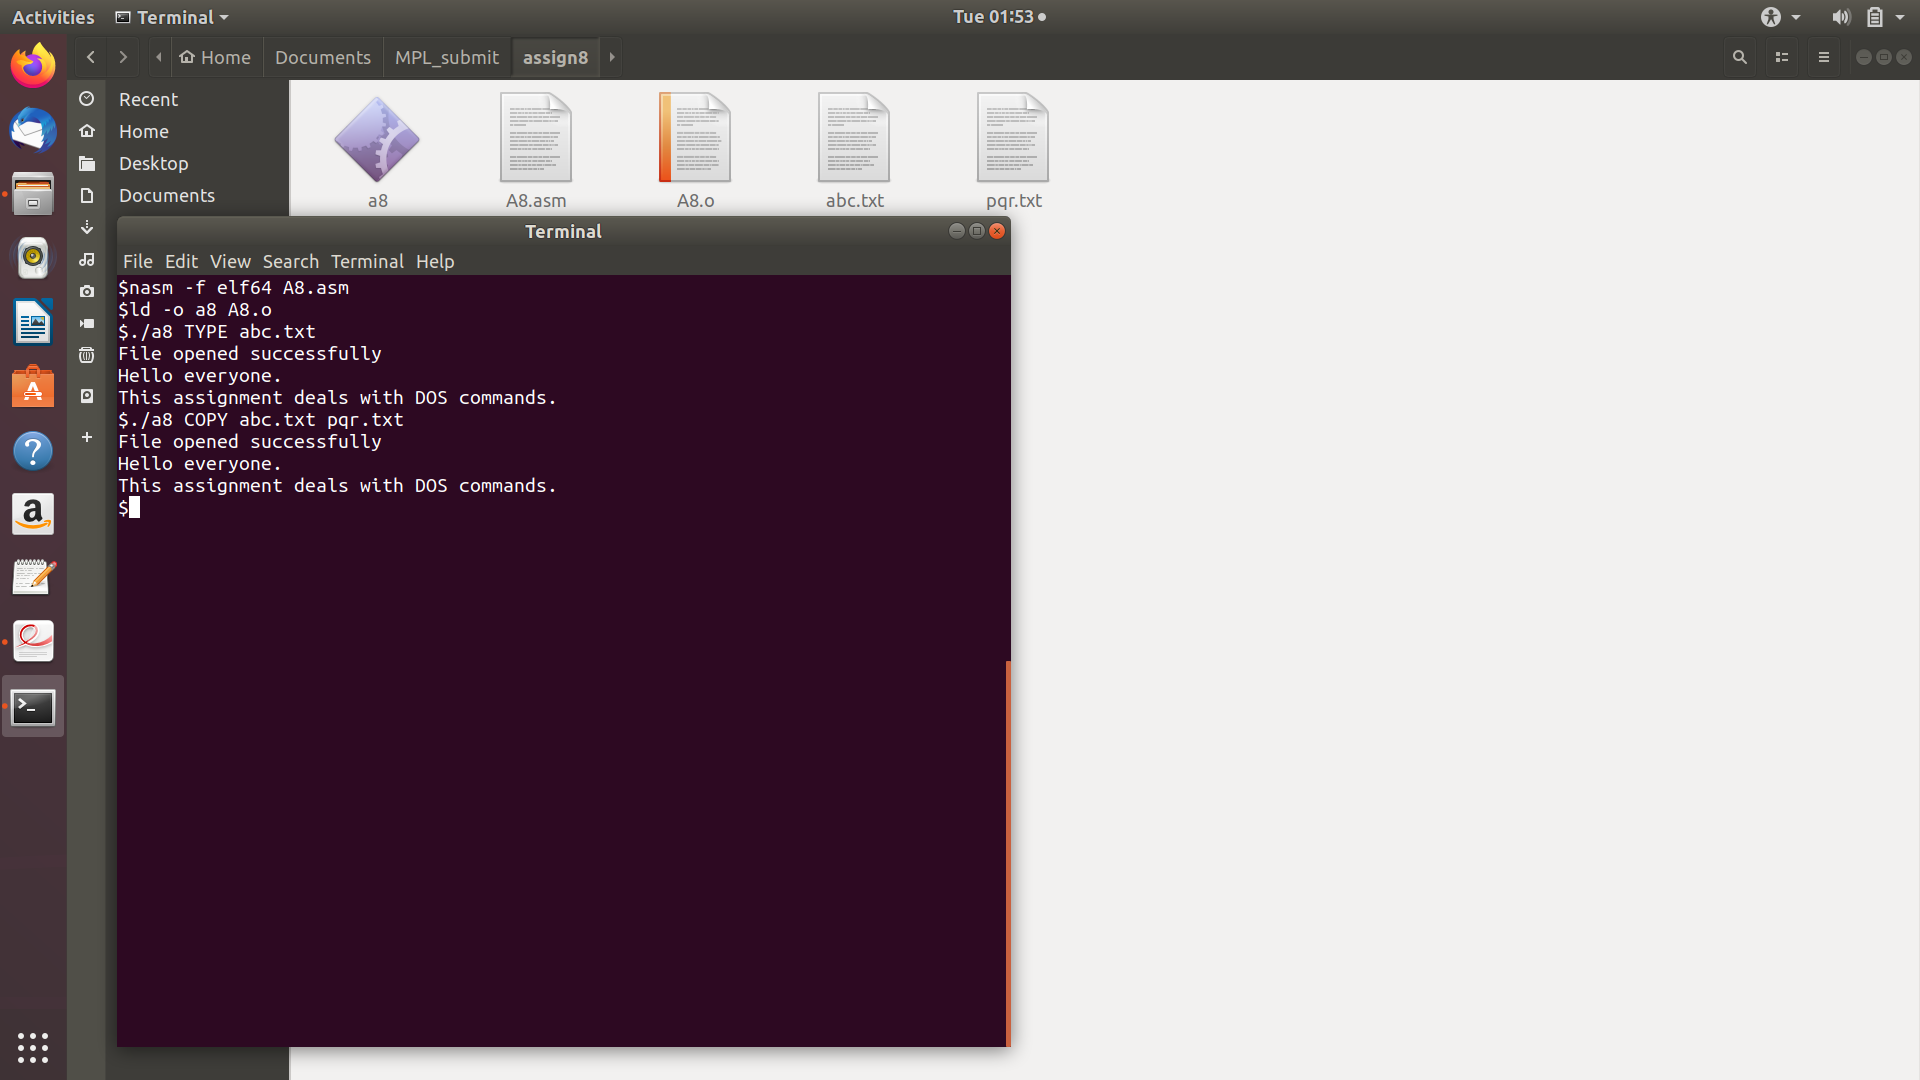 Activities Terminal Tue 01:53
Home Documents MPL_submit assign8
Recent
Home
Desktop
Documents
a8 A8.asm A8.o abc.txt pqr.txt
Terminal
File Edit View Search Terminal Help
$nasm -f elf64 A8.asm
$ld -o a8 A8.o
$./a8 TYPE abc.txt
File opened successfully
Hello everyone.
This assignment deals with DOS commands.
$./a8 COPY abc.txt pqr.txt
File opened successfully
Hello everyone.
This assignment deals with DOS commands.
$